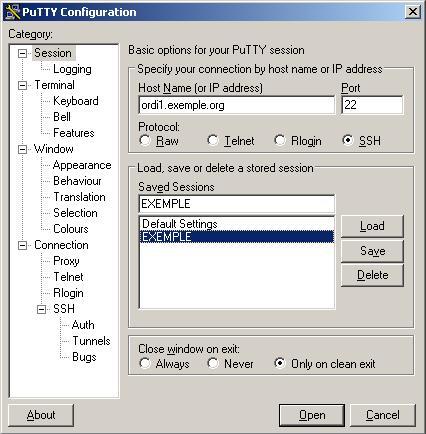 PuTTY Configuration
Category:
Session
Logging
Terminal
Keyboard
Bell
Features
Window
Appearance
Behaviour
Translation
Selection
Colours
Connection
Proxy
Telnet
Rlogin
SSH
Auth
Tunnels
Bugs
Basic options for your PuTTY session
Specify your connection by host name or IP address
Host Name (or IP address) Port
ordi1.exemple.org 22
Protocol:
Raw Telnet Rlogin SSH
Load, save or delete a stored session
Saved Sessions
EXEMPLE
Default Settings
EXEMPLE
Load
Save
Delete
Close window on exit:
Always Never Only on clean exit
About Open Cancel